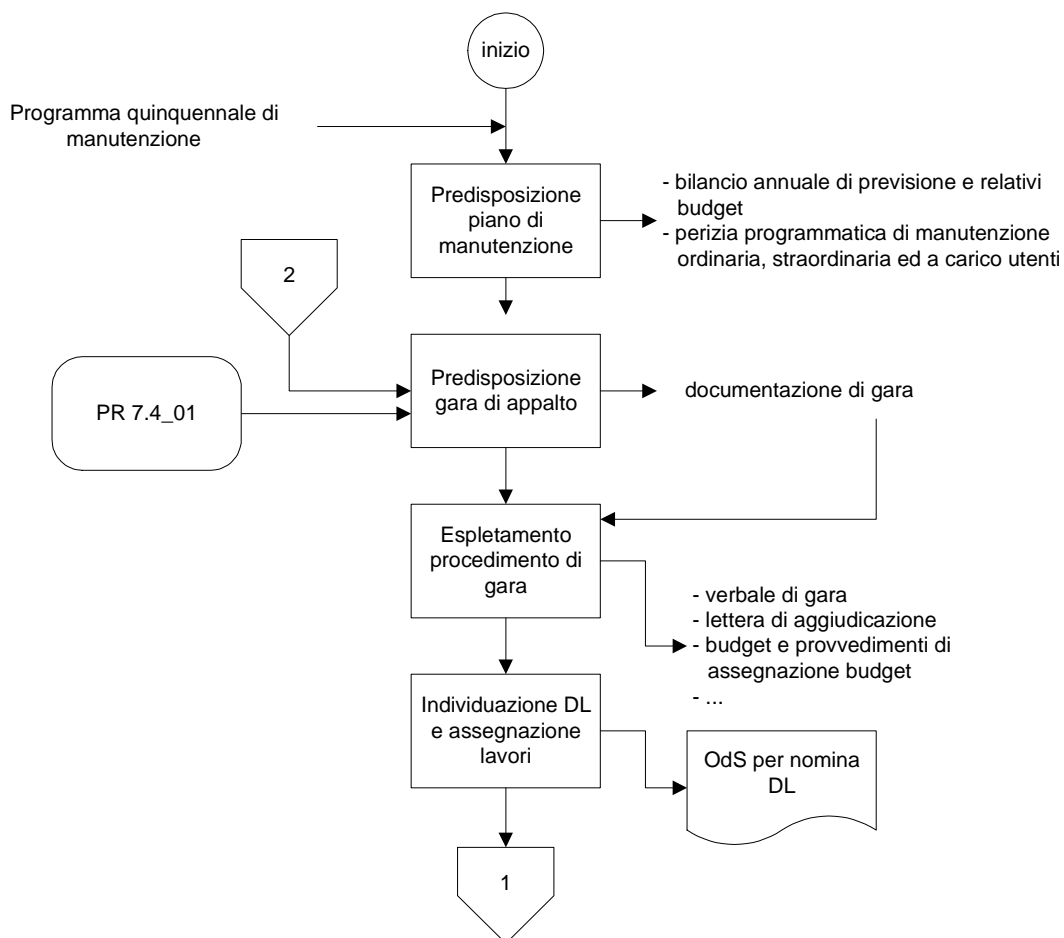 inizio
Programma quinquennale di
manutenzione
Predisposizione
piano di
manutenzione
- bilancio annuale di previsione e relativi
budget
- perizia programmatica di manutenzione
ordinaria, straordinaria ed a carico utenti
2
Predisposizione
gara di appalto
documentazione di gara
PR 7.4_01
Espletamento
procedimento di
gara
- verbale di gara
- lettera di aggiudicazione
- budget e provvedimenti di
assegnazione budget
- ...
Individuazione DL
e assegnazione
lavori
OdS per nomina
DL
1